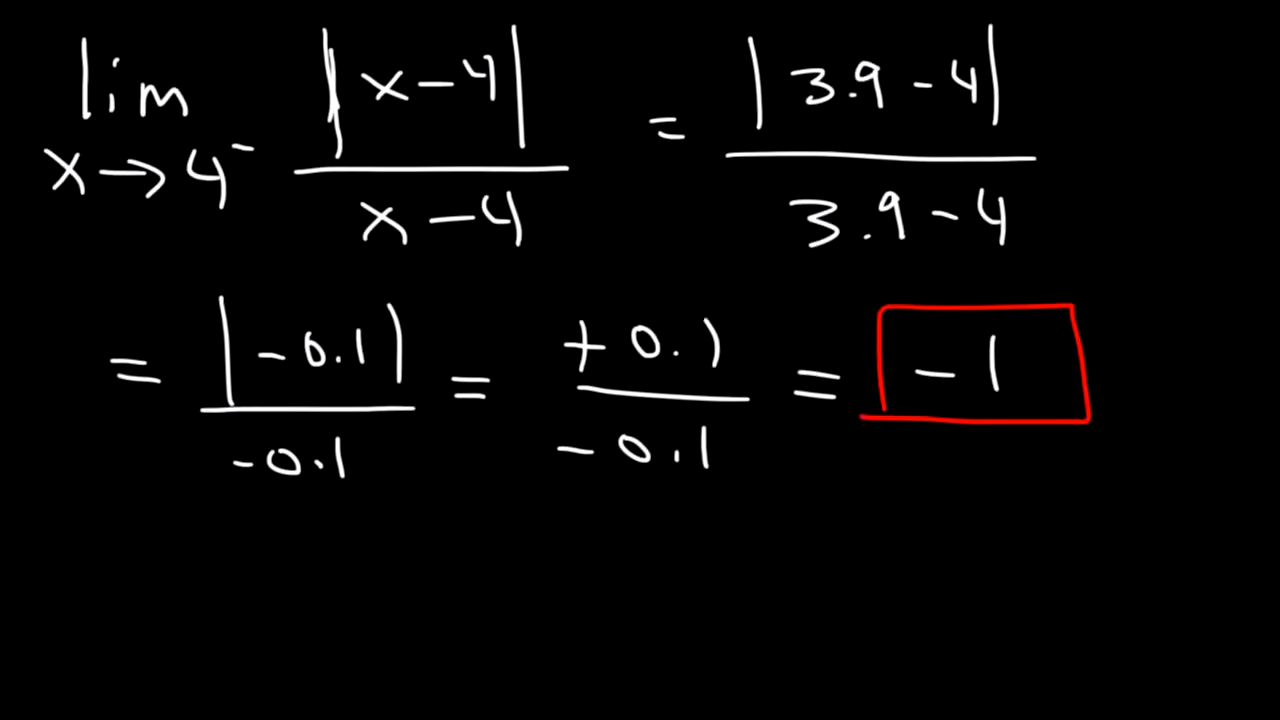 lim x→4⁻ |x-4| / x-4 = |3.9-4| / 3.9-4
= |-0.1| / -0.1 = +0.1 / -0.1 = -1